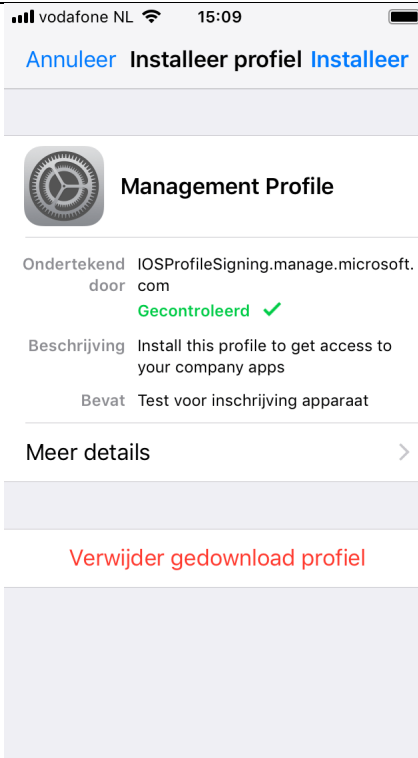 vodafone NL 15:09
Annuleer Installeer profiel Installeer
Management Profile
Ondertekend door IOSProfileSigning.manage.microsoft.
com
Gecontroleerd ✓
Beschrijving Install this profile to get access to
your company apps
Bevat Test voor inschrijving apparaat
Meer details
Verwijder gedownload profiel